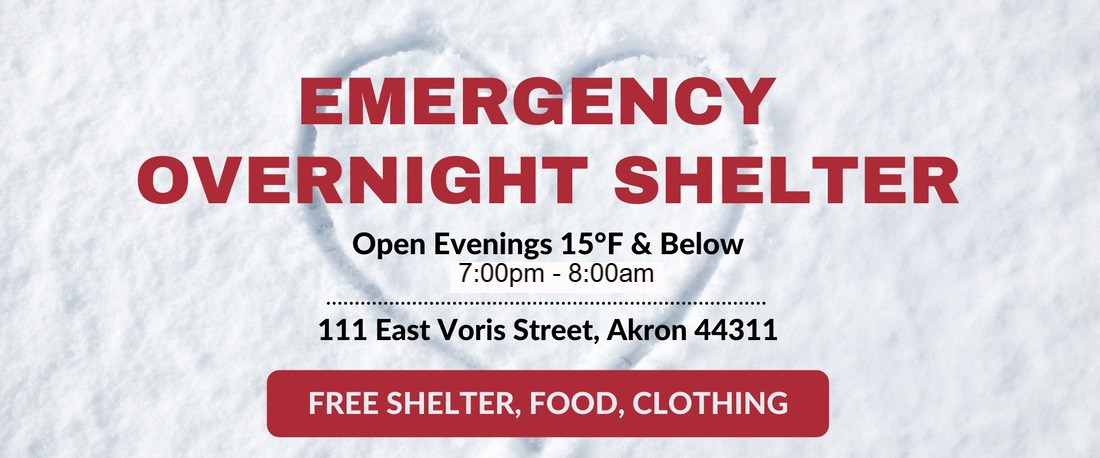 EMERGENCY
OVERNIGHT SHELTER
Open Evenings 15°F & Below
7:00pm - 8:00am
111 East Voris Street, Akron 44311
FREE SHELTER, FOOD, CLOTHING